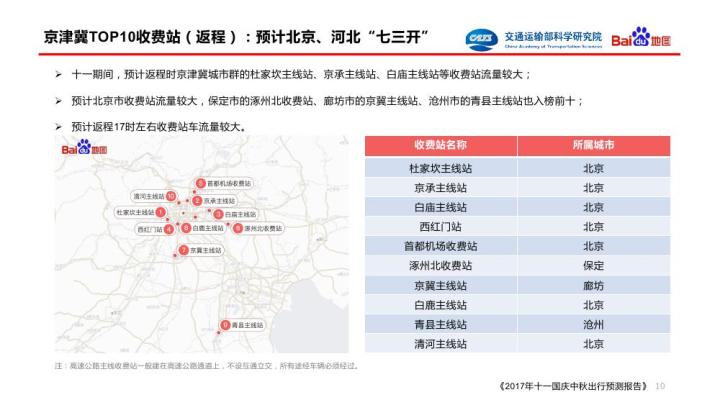 京津冀TOP10收费站（返程）：预计北京、河北“七三开”
CATS
交通运输部科学研究院
China Academy of Transportation Sciences
Bai du 地图
➢ 十一期间，预计返程时京津冀城市群的杜家坎主线站、京承主线站、白庙主线站等收费站流量较大；
➢ 预计北京市收费站流量较大，保定市的涿州北收费站、廊坊市的京冀主线站、沧州市的青县主线站也入榜前十；
➢ 预计返程17时左右收费站车流量较大。
Bai du 地图
5 首都机场收费站
清河主线站 10
2 京承主线站
杜家坎主线站 1
3 白庙主线站
西红门站 4
8 白鹿主线站
6 涿州北收费站
7 京冀主线站
9 青县主线站
收费站名称 所属城市
杜家坎主线站 北京
京承主线站 北京
白庙主线站 北京
西红门站 北京
首都机场收费站 北京
涿州北收费站 保定
京冀主线站 廊坊
白鹿主线站 北京
青县主线站 沧州
清河主线站 北京
注：高速公路主线收费站一般建在高速公路通道上，不设互通立交，所有途经车辆必须经过。
《2017年十一国庆中秋出行预测报告》 10